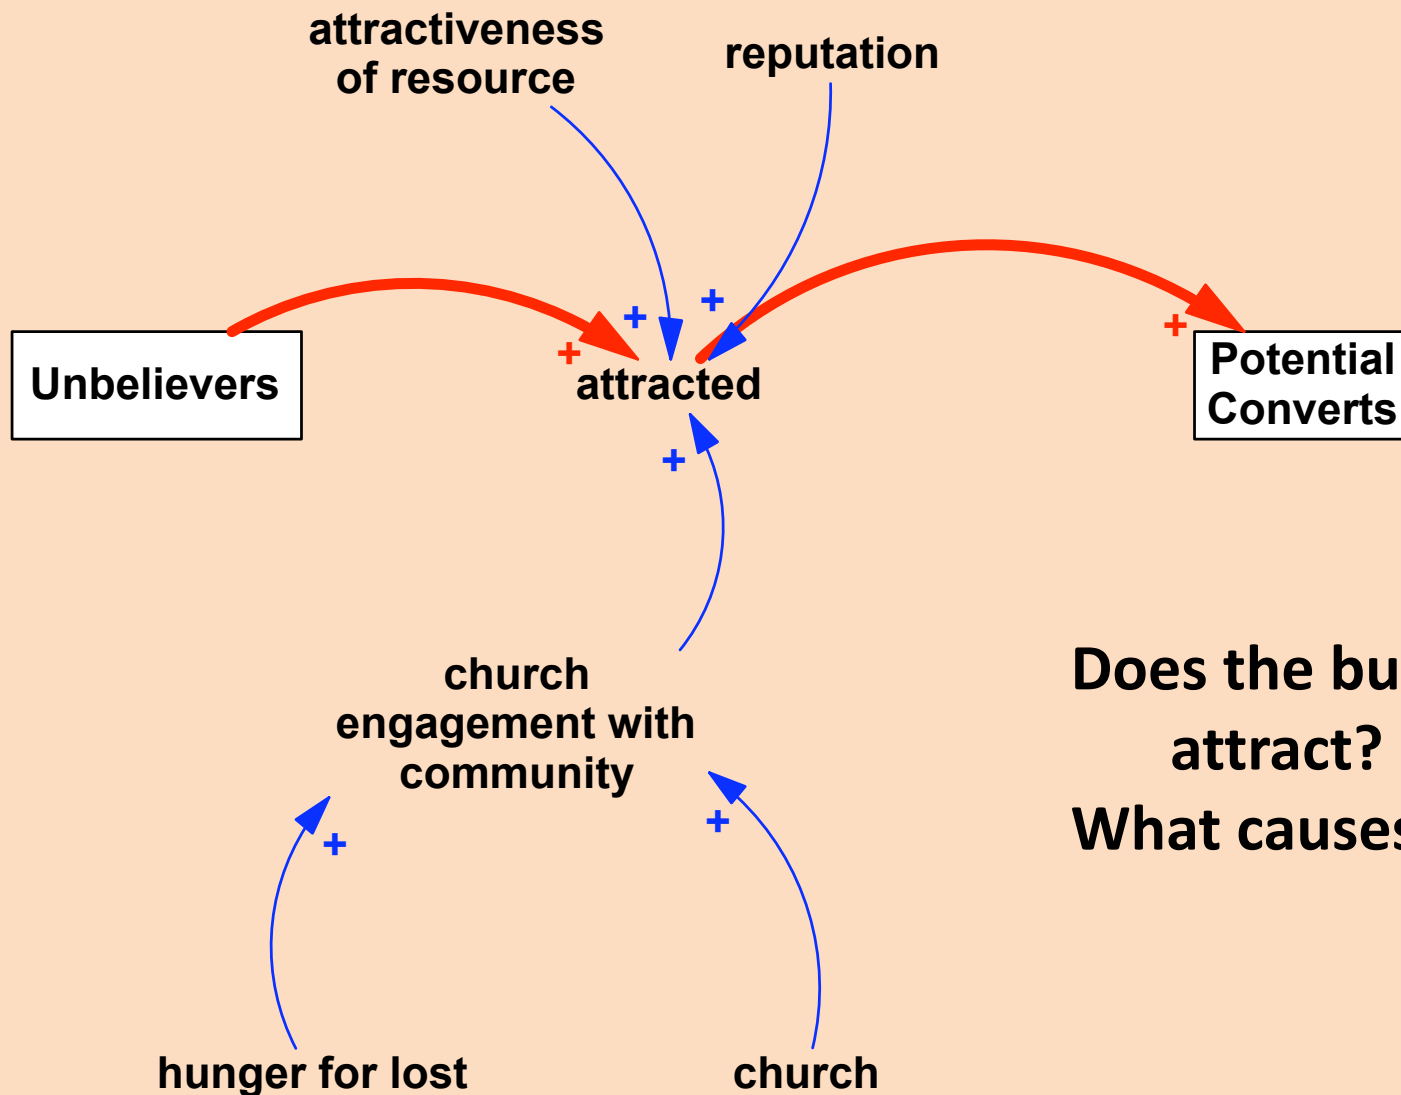 attractiveness
of resource
reputation
+
+
+
+
Unbelievers
attracted
Potential
Converts
+
church
engagement with
community
Does the bu
attract?
What causes
+
+
hunger for lost
church